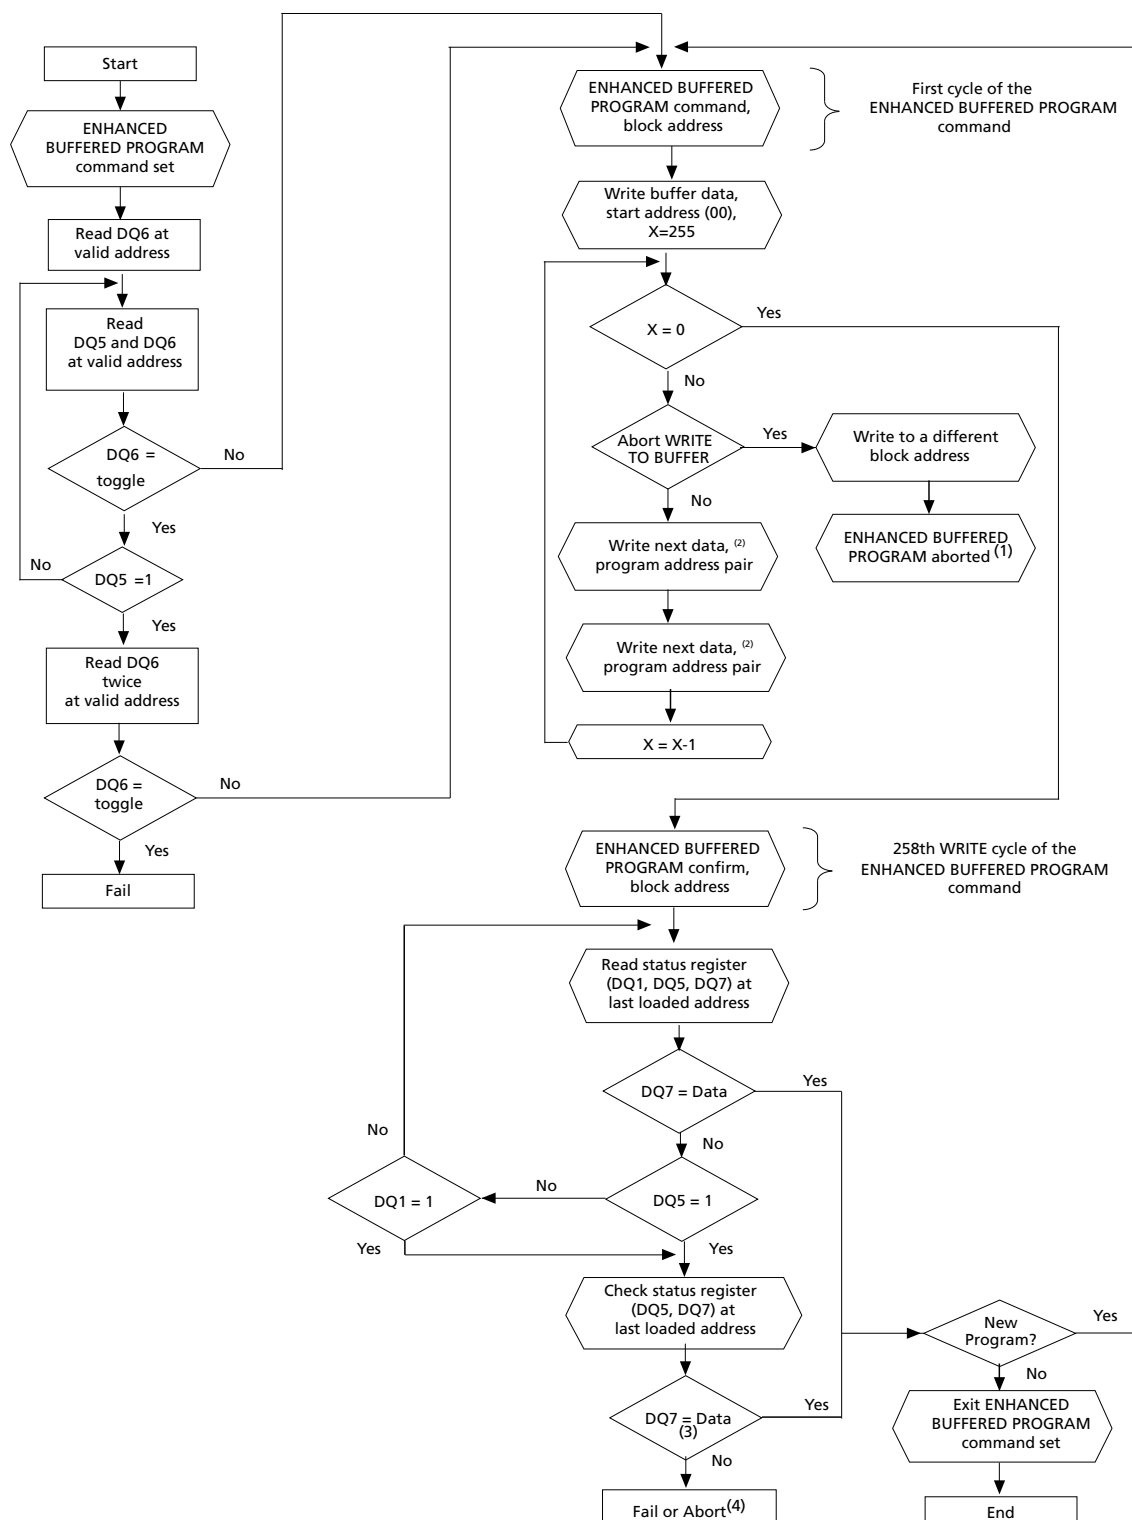 Start
ENHANCED
BUFFERED PROGRAM
command set
Read DQ6 at
valid address
Read
DQ5 and DQ6
at valid address
DQ6 =
toggle
No
Yes
DQ5 =1
No
Yes
Read DQ6
twice
at valid address
DQ6 =
toggle
No
Yes
Fail
ENHANCED BUFFERED
PROGRAM command,
block address
First cycle of the
ENHANCED BUFFERED PROGRAM
command
Write buffer data,
start address (00),
X=255
X = 0
Yes
No
Abort WRITE
TO BUFFER
Yes
No
Write to a different
block address
ENHANCED BUFFERED
PROGRAM aborted (1)
Write next data, (2)
program address pair
Write next data, (2)
program address pair
X = X-1
ENHANCED BUFFERED
PROGRAM confirm,
block address
258th WRITE cycle of the
ENHANCED BUFFERED PROGRAM
command
Read status register
(DQ1, DQ5, DQ7) at
last loaded address
DQ7 = Data
Yes
No
DQ5 = 1
No
Yes
DQ1 = 1
No
Yes
Check status register
(DQ5, DQ7) at
last loaded address
DQ7 = Data
(3)
Yes
No
Fail or Abort(4)
New
Program?
Yes
No
Exit ENHANCED
BUFFERED PROGRAM
command set
End